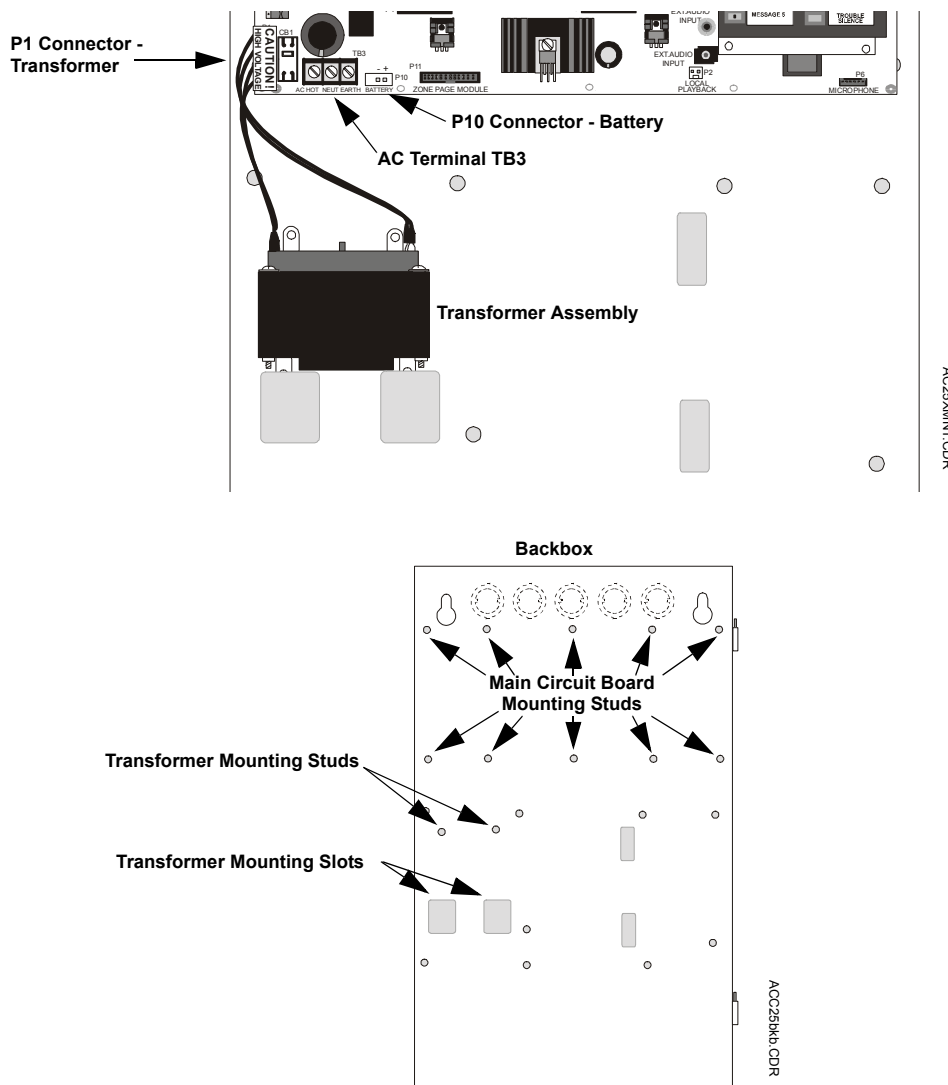 EXT.AUDIO
INPUT
MESSAGE 5
TROUBLE
SILENCE
P1 Connector -
Transformer
CAUTION!
HIGH VOLTAGE
CB1
TB3
- +
P10
P11
EXT.AUDIO
INPUT
P2
P6
AC HOT NEUT EARTH BATTERY
ZONE PAGE MODULE
LOCAL
PLAYBACK
MICROPHONE
P10 Connector - Battery
AC Terminal TB3
Transformer Assembly
AC25XMNT.CDR
Backbox
Main Circuit Board
Mounting Studs
Transformer Mounting Studs
Transformer Mounting Slots
ACC25bkb.CDR